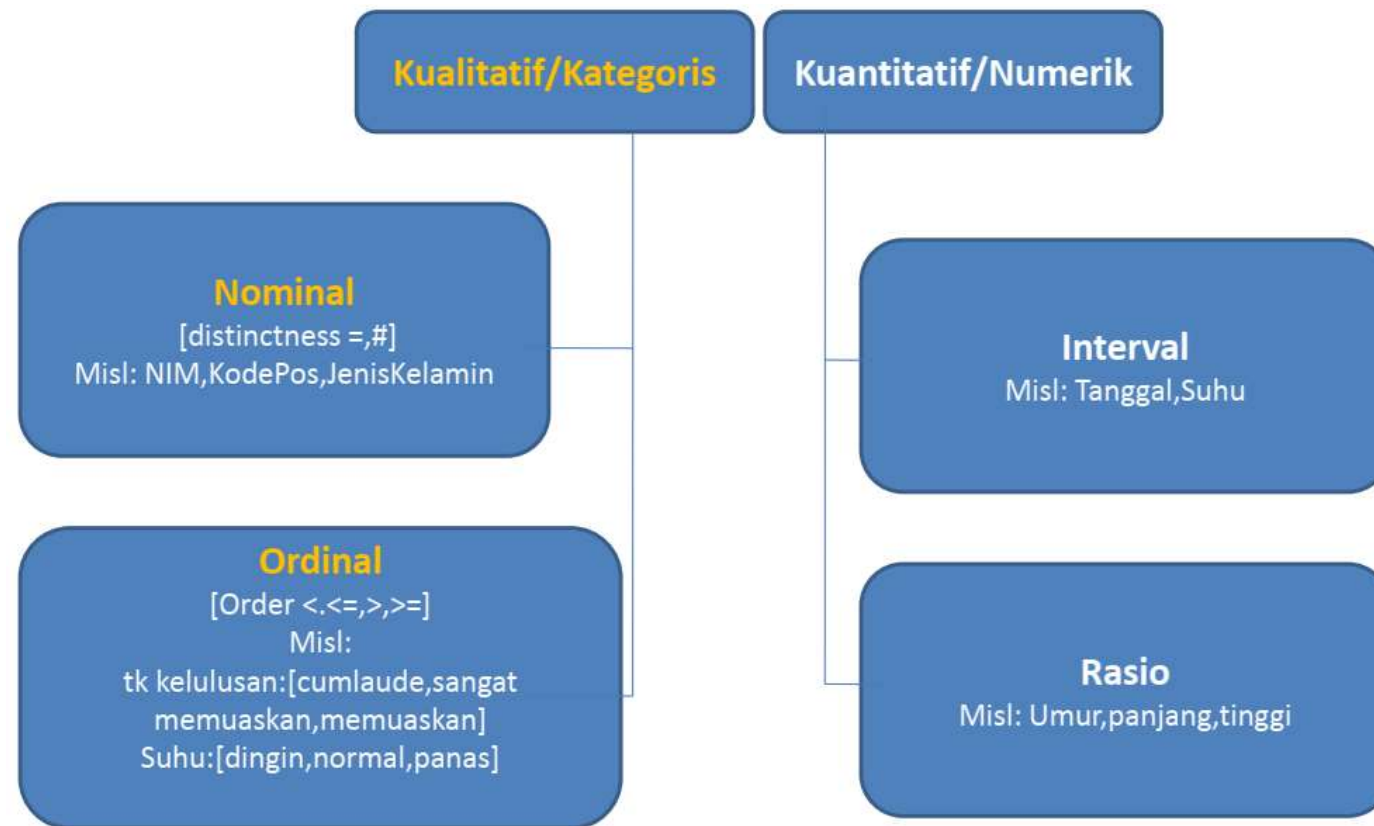 Kualitatif/Kategoris
Kuantitatif/Numerik
Nominal
[distinctness =,#]
Misl: NIM,KodePos,JenisKelamin
Ordinal
[Order <.<=,>,>=]
Misl:
tk kelulusan:[cumlaude,sangat
memuaskan,memuaskan]
Suhu:[dingin,normal,panas]
Interval
Misl: Tanggal,Suhu
Rasio
Misl: Umur,panjang,tinggi